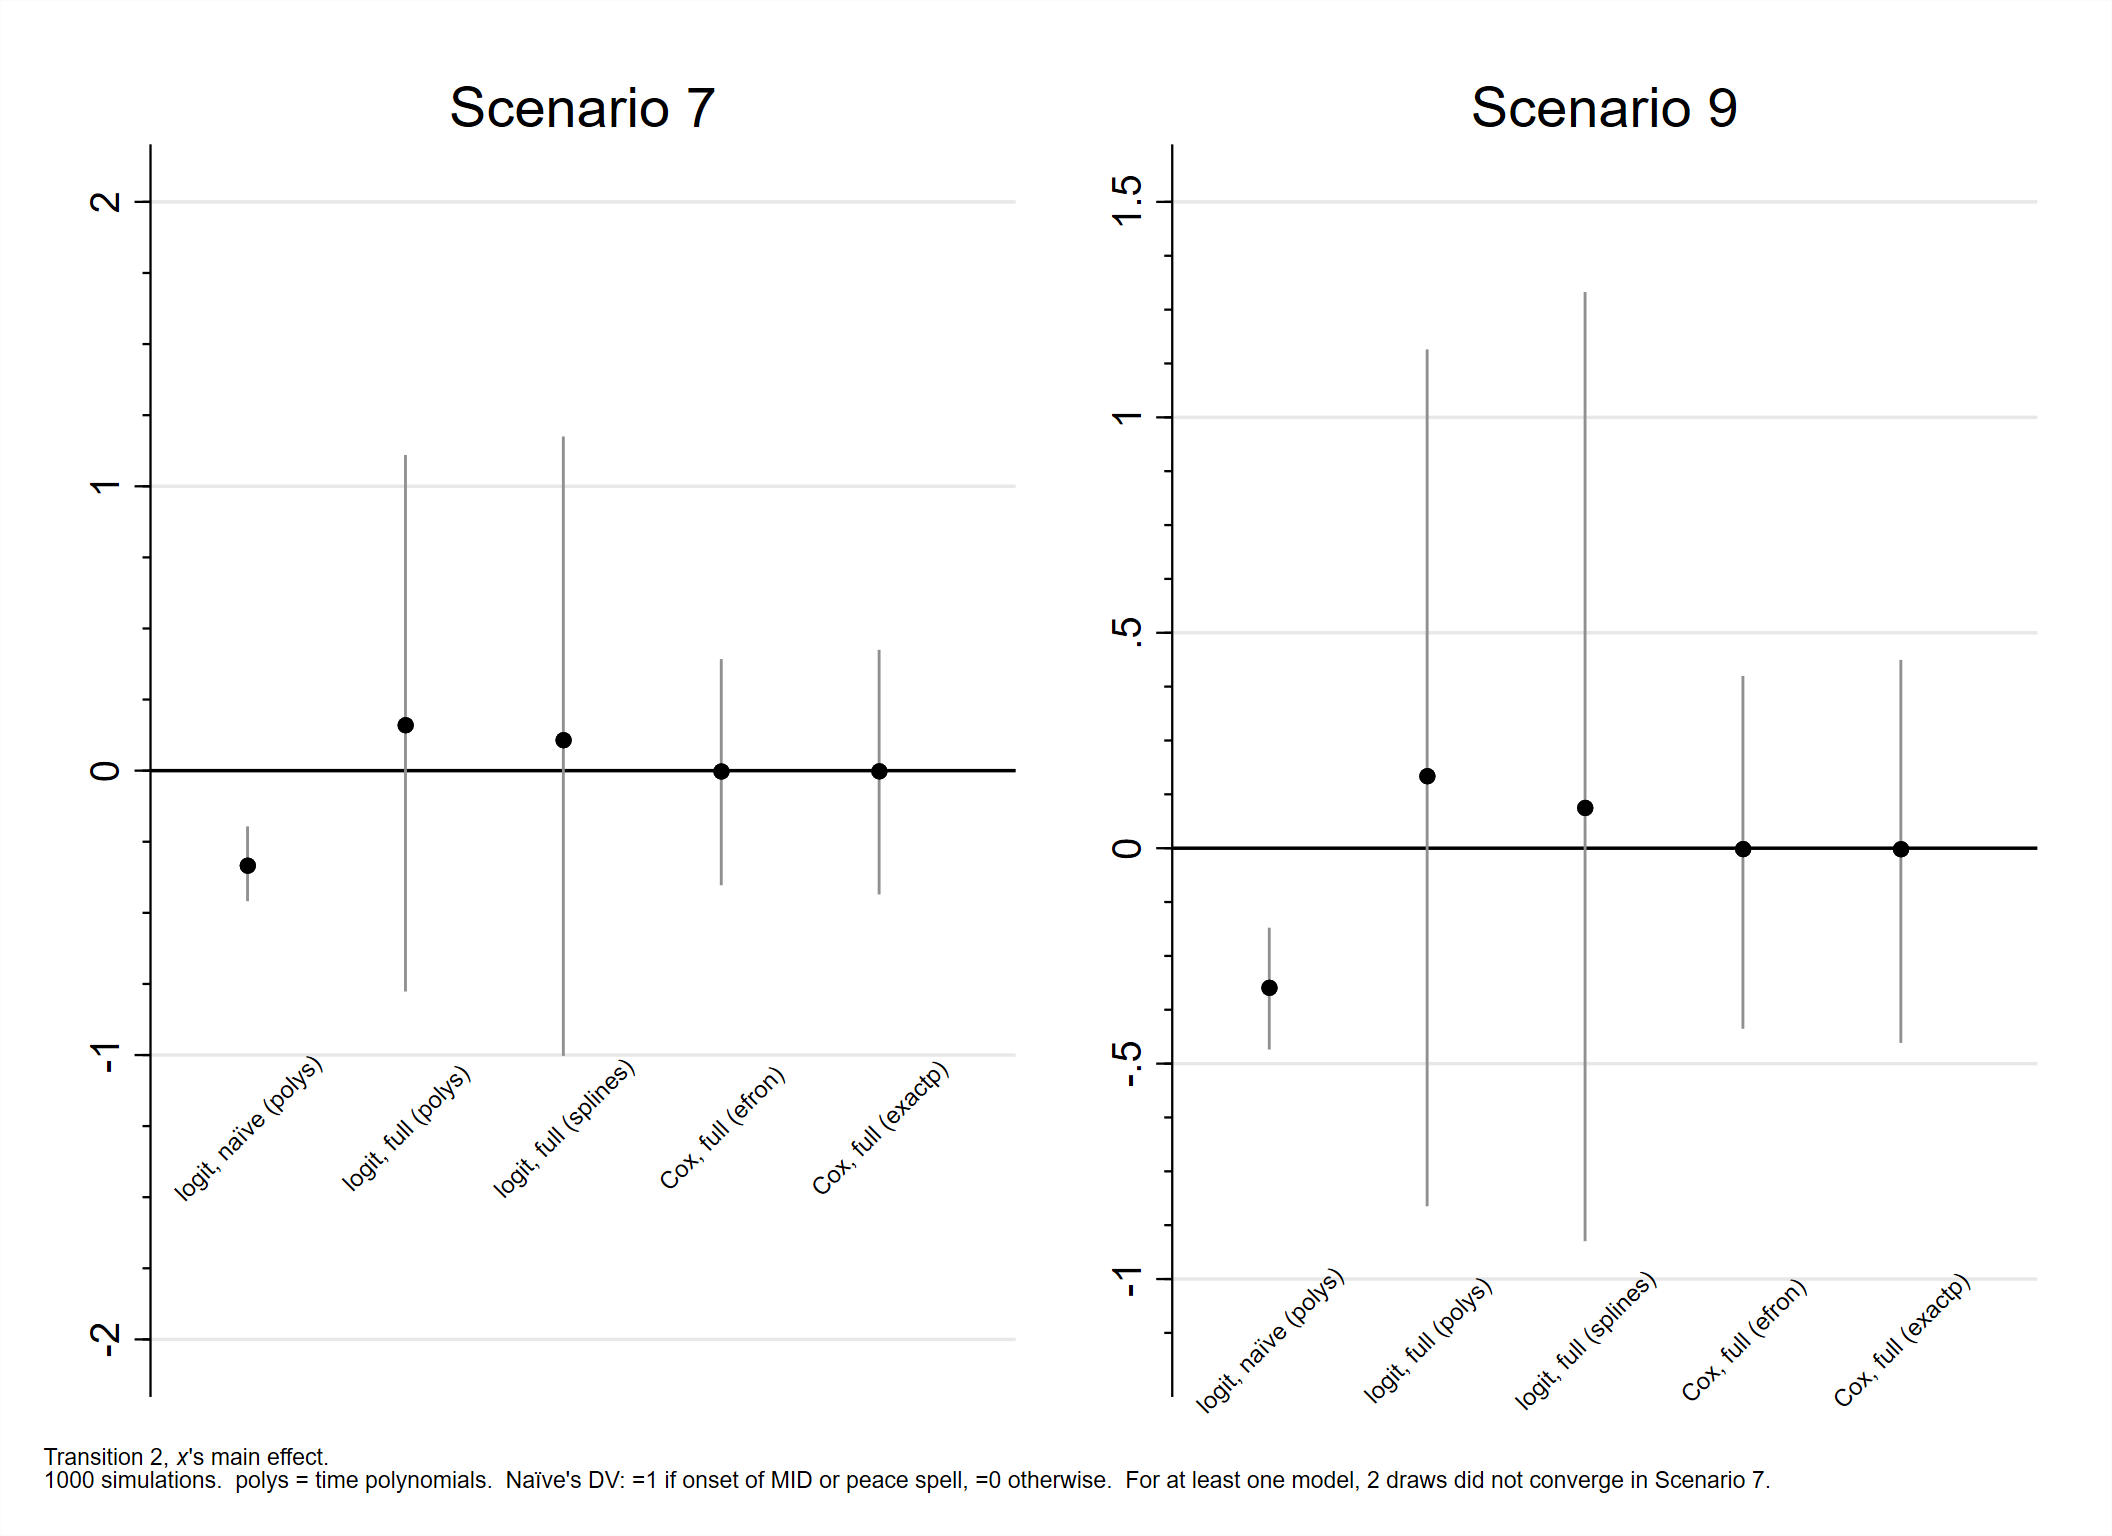 Scenario 7
2
1
0
-1
-2
logit, naïve (polys)
logit, full (polys)
logit, full (splines)
Cox, full (efron)
Cox, full (exactp)
Scenario 9
1.5
1
.5
0
-.5
-1
logit, naïve (polys)
logit, full (polys)
logit, full (splines)
Cox, full (efron)
Cox, full (exactp)
Transition 2, x's main effect.
1000 simulations.  polys = time polynomials.  Naïve's DV: =1 if onset of MID or peace spell, =0 otherwise.  For at least one model, 2 draws did not converge in Scenario 7.